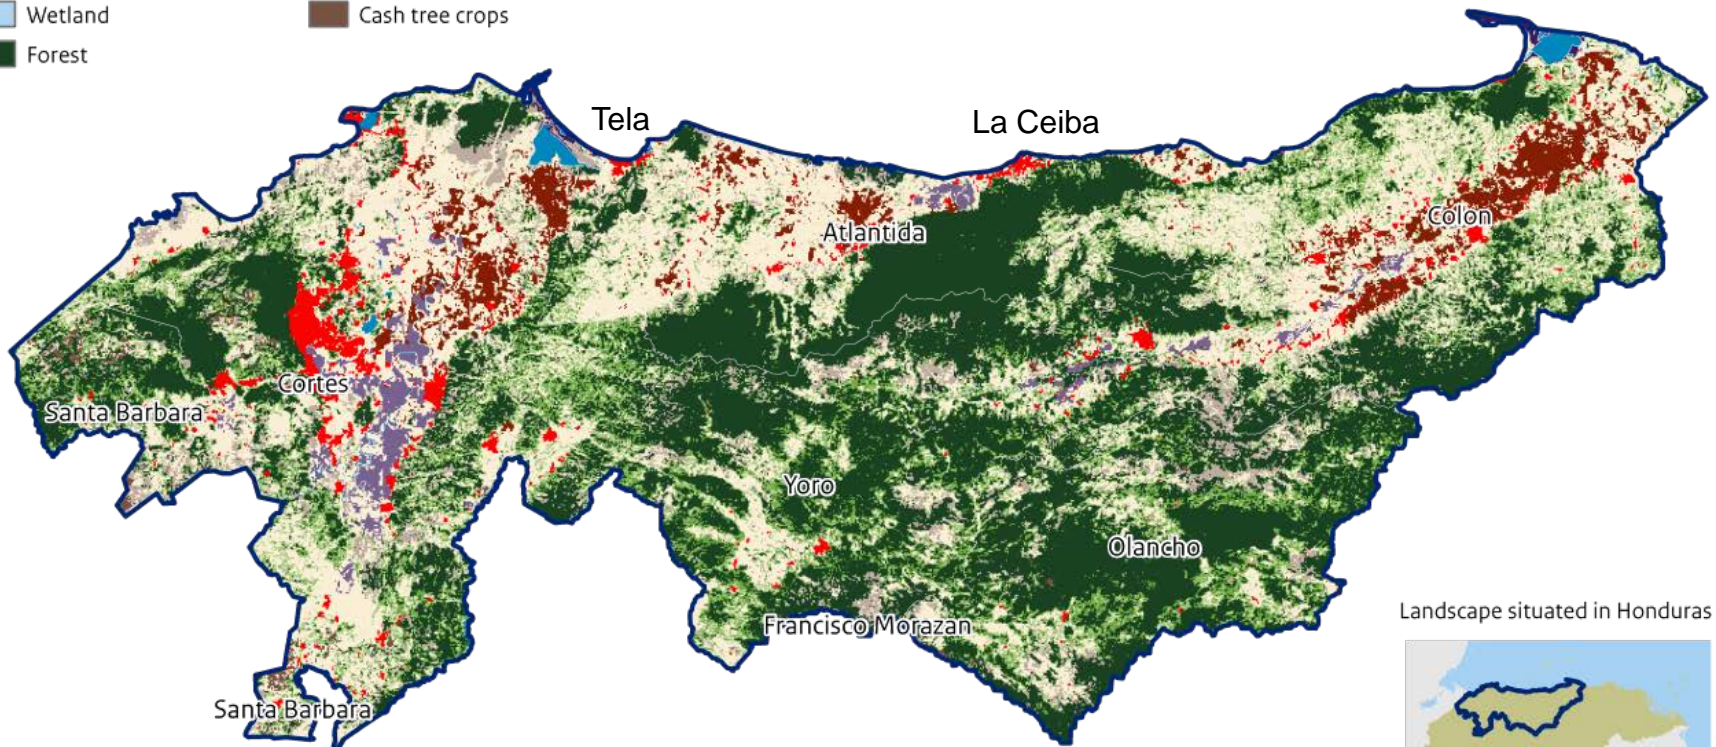 Wetland
Cash tree crops
Forest
Tela
La Ceiba
Colon
Atlantida
Cortes
Santa Barbara
Yoro
Olancho
Francisco Morazan
Landscape situated in Honduras
Santa Barbara